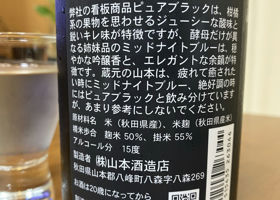 弊社の看板商品ピュアブラックは、柑橘
系の果物を思わせるジューシーな酸味と
鋭いキレ味が特徴ですが、酵母だけが異
なる姉妹品のミッドナイトブルーは、穏
やかな吟醸香と、エレガントな余韻が特
徴です。蔵元の山本は、疲れて癒された
い時にはミッドナイトブルー、絶好調の時
にはピュアブラックと飲み分けています
が、あまり参考にしないでください。
原材料名 米（秋田県産）、米麹（秋田県産米）
精米歩合 麹米 50%、掛米 55%
アルコール分 15度
製造者 ㈱山本酒造店
秋田県山本郡八峰町八森字八森269
お酒は20歳になってから